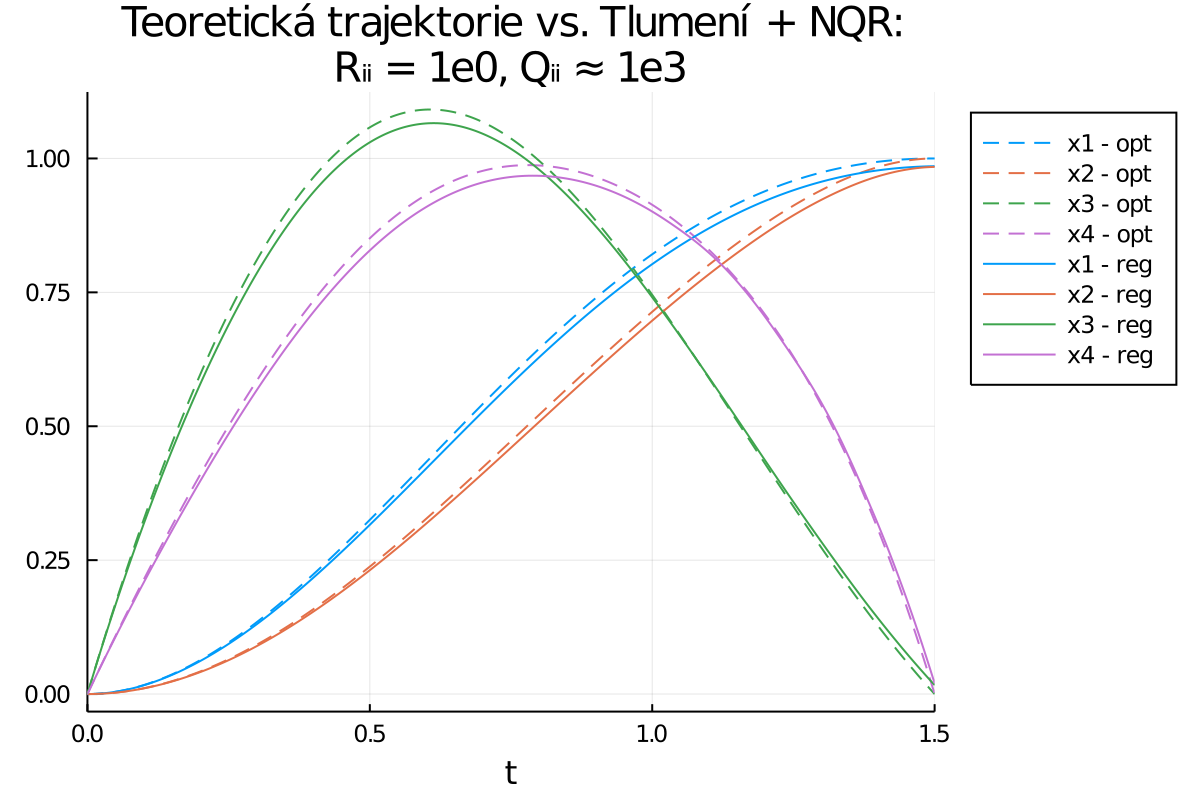 Teoretická trajektorie vs. Tlumení + NQR:
Rᵢᵢ = 1e0, Qᵢᵢ ≈ 1e3
1.00
0.75
0.50
0.25
0.00
0.0
0.5
1.0
1.5
t
x1 - opt
x2 - opt
x3 - opt
x4 - opt
x1 - reg
x2 - reg
x3 - reg
x4 - reg